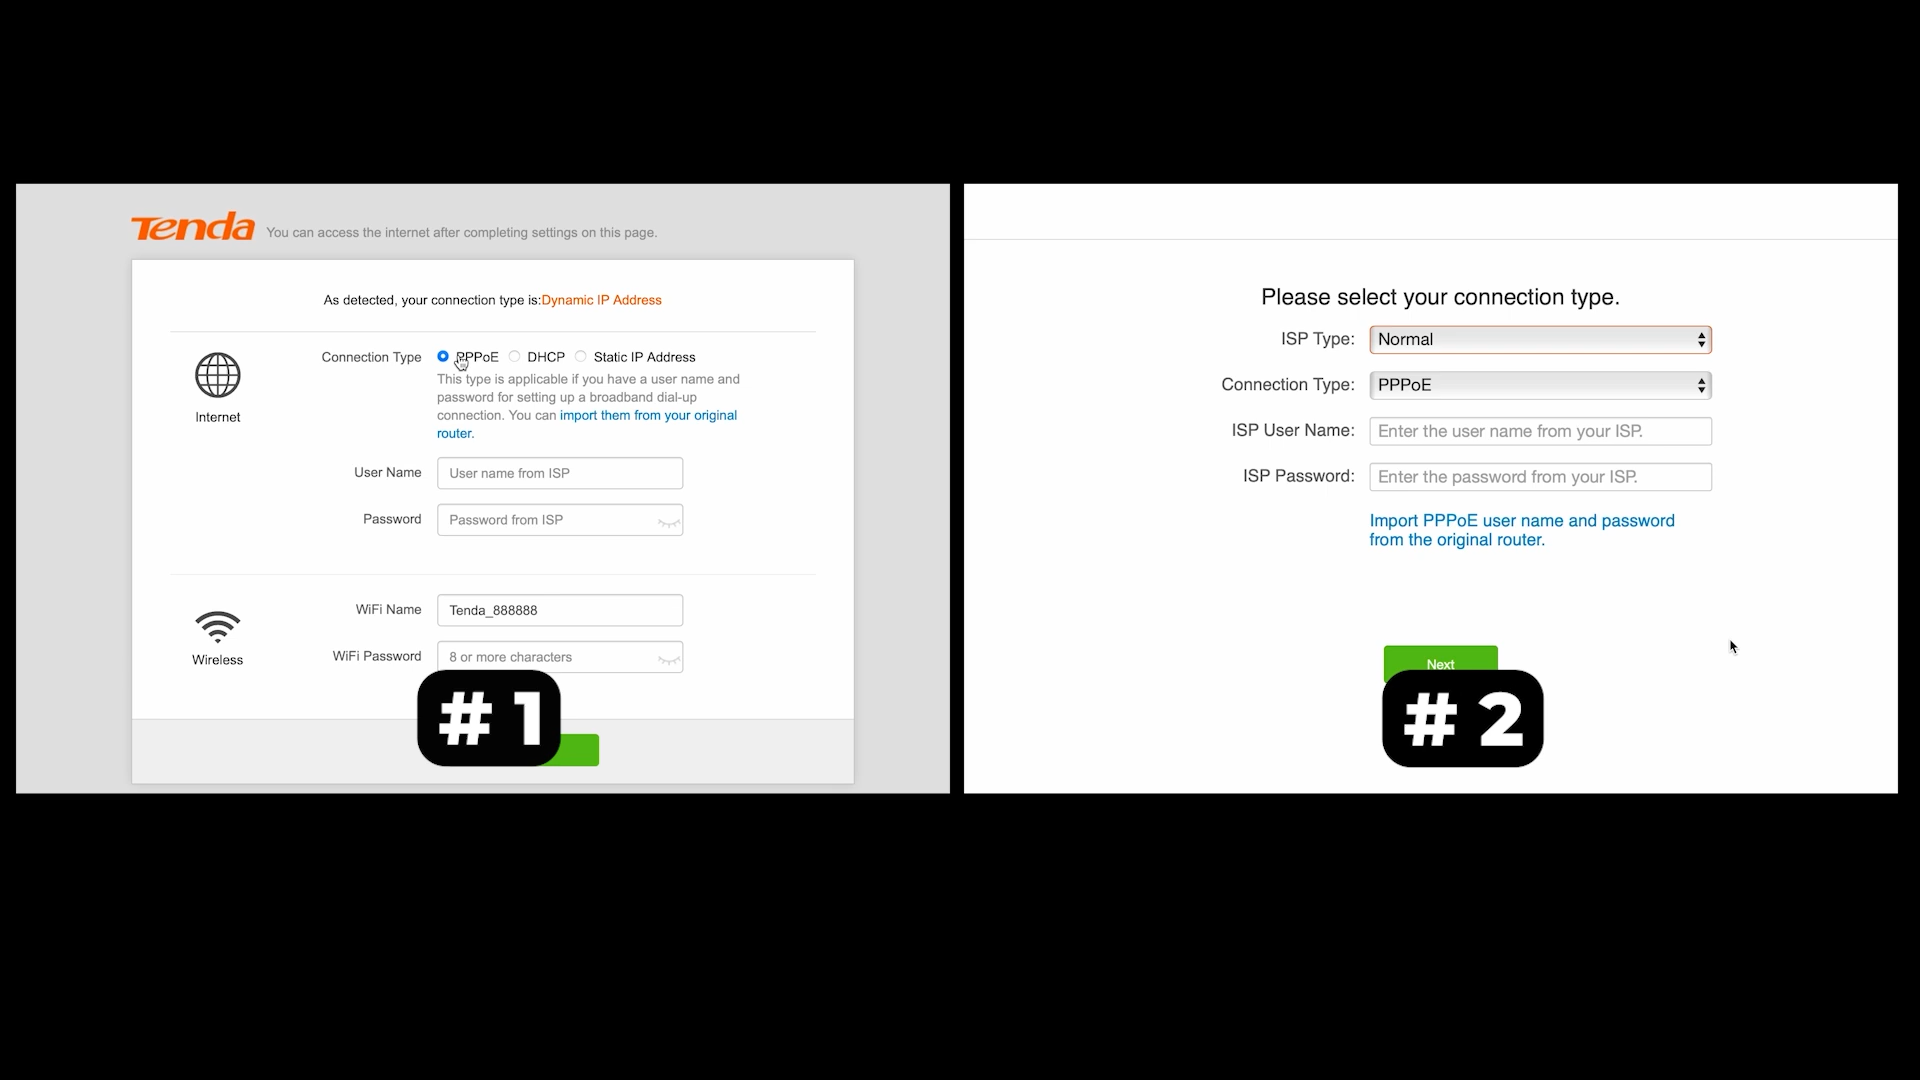 Tenda You can access the internet after completing settings on this page.
As detected, your connection type is:Dynamic IP Address
Connection Type PPPoE DHCP Static IP Address
This type is applicable if you have a user name and
password for setting up a broadband dial-up
connection. You can import them from your original
router.
Internet
User Name User name from ISP
Password Password from ISP
WiFi Name Tenda_888888
Wireless
WiFi Password 8 or more characters
# 1
Please select your connection type.
ISP Type: Normal
Connection Type: PPPoE
ISP User Name: Enter the user name from your ISP.
ISP Password: Enter the password from your ISP.
Import PPPoE user name and password
from the original router.
Next
# 2